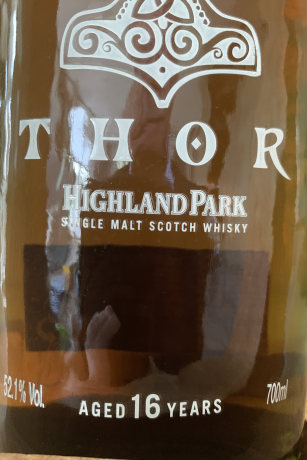 THOR
HIGHLAND PARK
SINGLE MALT SCOTCH WHISKY
52.1% Vol.
700ml
AGED 16 YEARS